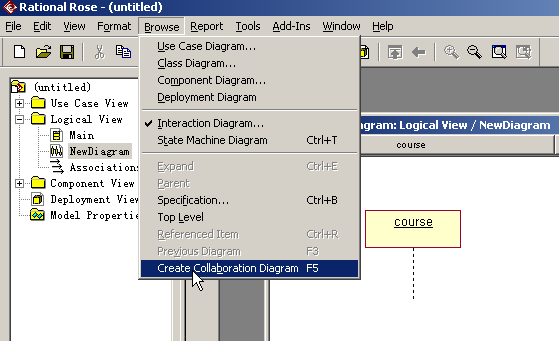 Rational Rose - (untitled)
File Edit View Format Browse Report Tools Add-Ins Window Help
Use Case Diagram...
Class Diagram...
Component Diagram...
Deployment Diagram
Interaction Diagram...
State Machine Diagram Ctrl+T
Expand Ctrl+E
Parent
Specification... Ctrl+B
Top Level
Referenced Item Ctrl+R
Previous Diagram F3
Create Collaboration Diagram F5
(untitled)
Use Case View
Logical View
Main
NewDiagram
Associations
Component View
Deployment View
Model Properties
gram: Logical View / NewDiagram
course
course